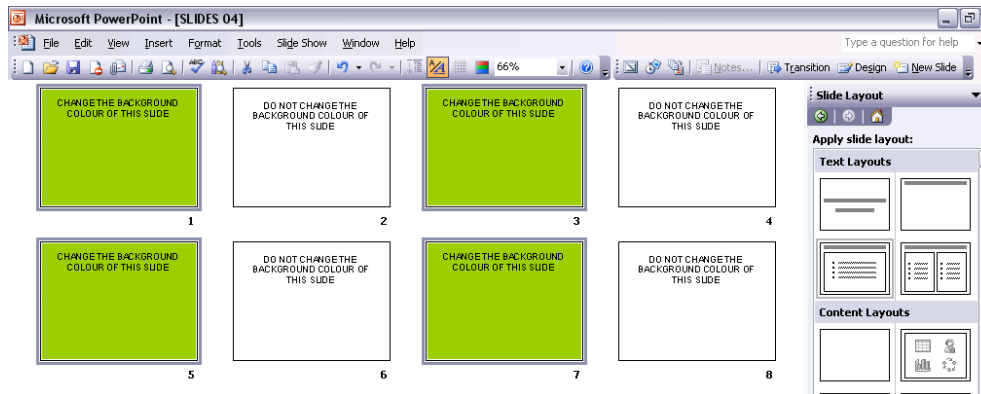 Microsoft PowerPoint - [SLIDES 04]
File Edit View Insert Format Tools Slide Show Window Help Type a question for help
66% Notes... Transition Design New Slide
CHANGE THE BACKGROUND
COLOUR OF THIS SLIDE
1
DO NOT CHANGE THE
BACKGROUND COLOUR OF
THIS SLIDE
2
CHANGE THE BACKGROUND
COLOUR OF THIS SLIDE
3
DO NOT CHANGE THE
BACKGROUND COLOUR OF
THIS SLIDE
4
CHANGE THE BACKGROUND
COLOUR OF THIS SLIDE
5
DO NOT CHANGE THE
BACKGROUND COLOUR OF
THIS SLIDE
6
CHANGE THE BACKGROUND
COLOUR OF THIS SLIDE
7
DO NOT CHANGE THE
BACKGROUND COLOUR OF
THIS SLIDE
8
Slide Layout
Apply slide layout:
Text Layouts
Content Layouts